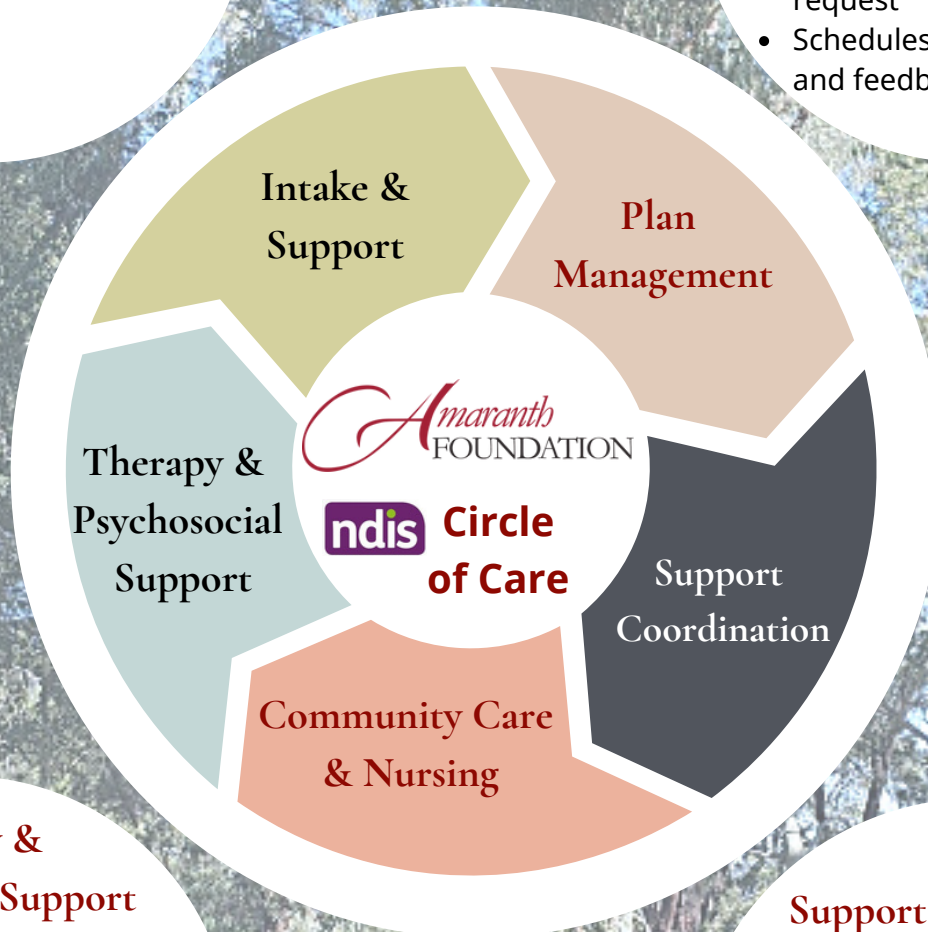 request
Schedules
and feedb
Intake &
Support
Plan
Management
Amaranth
FOUNDATION
ndis
Circle
of Care
Therapy &
Psychosocial
Support
Support
Coordination
Community Care
& Nursing
&
Support
Support